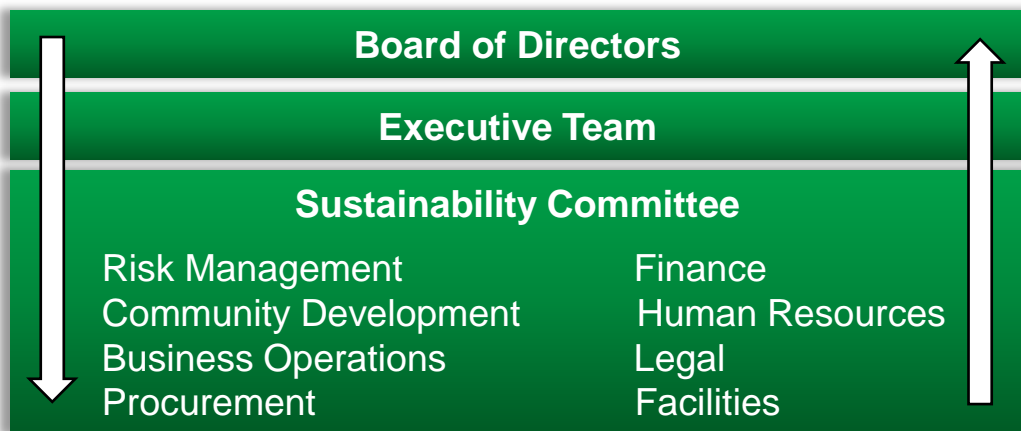 Board of Directors
Executive Team
Sustainability Committee
Risk Management
Community Development
Business Operations
Procurement
Finance
Human Resources
Legal
Facilities